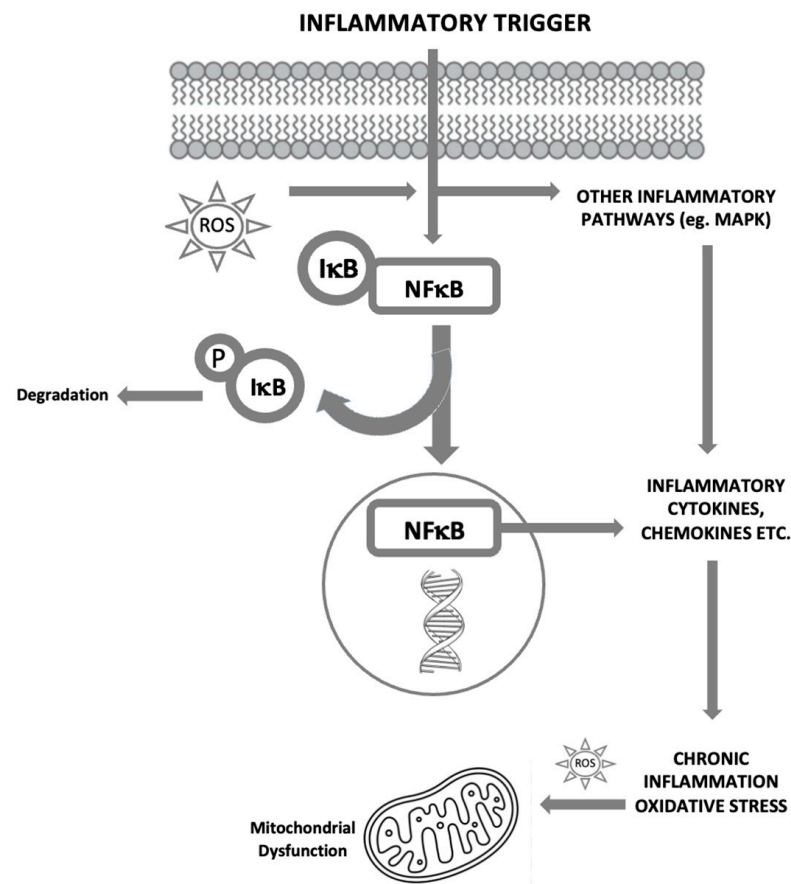 INFLAMMATORY TRIGGER
ROS
OTHER INFLAMMATORY
PATHWAYS (eg. MAPK)
IκB
NFκB
P
IκB
Degradation
INFLAMMATORY
CYTOKINES,
CHEMOKINES ETC.
NFκB
ROS
CHRONIC
INFLAMMATION
OXIDATIVE STRESS
Mitochondrial
Dysfunction